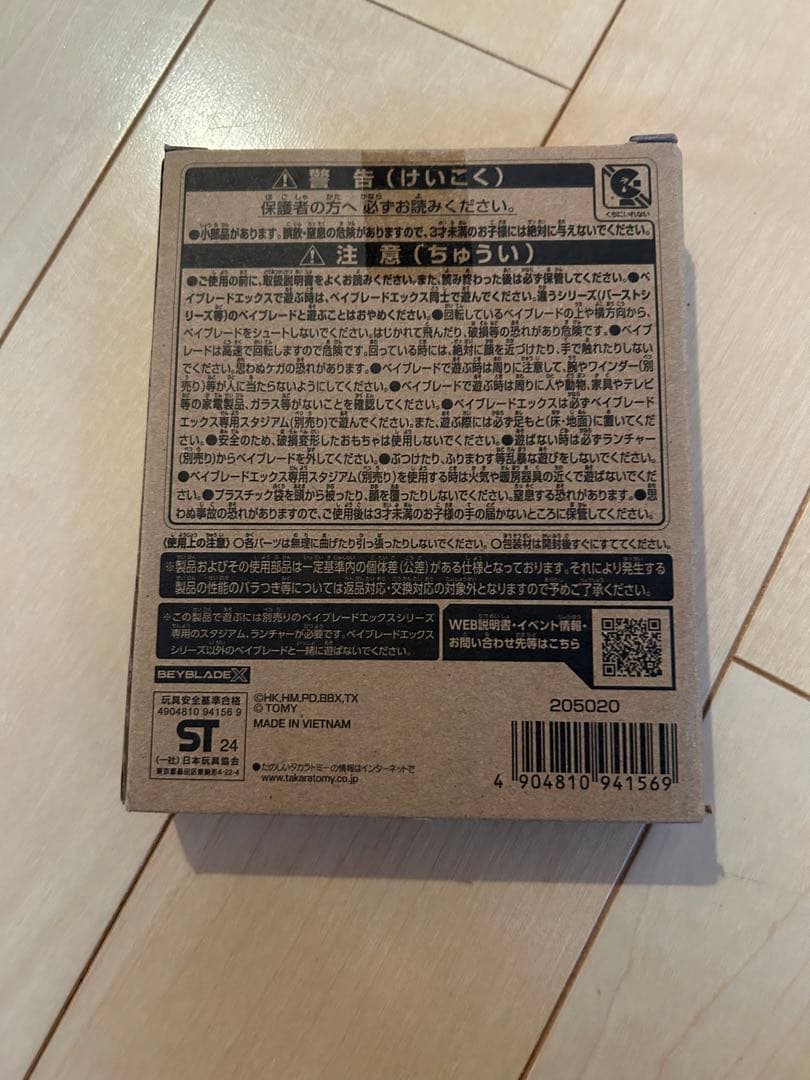 ⚠ 警告(けいこく)
保護者の方へ 必ずお読みください。
●小部品があります。誤飲・窒息の危険がありますので、3才未満のお子様には絶対に与えないでください。
くちにいれない
⚠ 注意(ちゅうい)
●ご使用の前に、取扱説明書をよくお読みください。また、読み終わった後は必ず保管してください。●ベ
イブレードエックスで遊ぶ時は、ベイブレードエックス同士で遊んでください。違うシリーズ(バーストシ
リーズ等)のベイブレードと遊ぶことはおやめください。●回転しているベイブレードの上や横方向から、
ベイブレードをシュートしないでください。はじかれて飛んだり、破損等の恐れがあり危険です。●ベイブ
レードは高速で回転しますので危険です。回っている時には、絶対に顔を近づけたり、手で触れたりしない
でください。思わぬケガの恐れがあります。●ベイブレードで遊ぶ時は周りに注意して、腕やワインダー(別
売り)等が人に当たらないようにしてください。●ベイブレードで遊ぶ時は周りに人や動物、家具やテレビ
等の家電製品、ガラス等がないことを確認してください。●ベイブレードエックスは必ずベイブレード
エックス専用スタジアム(別売り)で遊んでください。また、遊ぶ際には必ず足もと(床・地面)に置いてくだ
さい。●安全のため、破損変形したおもちゃは使用しないでください。●遊ばない時は必ずランチャー
(別売り)からベイブレードを外してください。●ぶつけたり、ふりまわす等乱暴な遊びをしないでください。
●ベイブレードエックス専用スタジアム(別売り)を使用する時は火気や暖房器具の近くで遊ばないでくだ
さい。●プラスチック袋を頭から被ったり、顔を覆ったりしないでください。窒息する恐れがあります。●思
わぬ事故の恐れがありますので、ご使用後は3才未満のお子様の手の届かないところに保管してください。
〈使用上の注意〉〇各パーツは無理に曲げたり引っ張ったりしないでください。〇包装材は開封後すぐにすててください。
※製品およびその使用部品は一定基準内の個体差(公差)がある仕様となっております。それにより発生する
製品の性能のバラつき等については返品対応・交換対応の対象外となりますので予めご了承ください。
※この製品で遊ぶには別売りのベイブレードエックスシリーズ
専用のスタジアム、ランチャーが必要です。ベイブレードエックス
シリーズ以外のベイブレードと一緒に遊ばないでください。
WEB説明書・イベント情報・
お問い合わせ先等はこちら
BEYBLADE X
玩具安全基準合格
4904810 94156 9
ST 24
(一社)日本玩具協会
東京都墨田区東駒形4-22-4
©HK,HM,PD,BBX,TX
© TOMY
MADE IN VIETNAM
●たのしいタカラトミーの情報はインターネットで
www.takaratomy.co.jp
205020
4 904810 941569